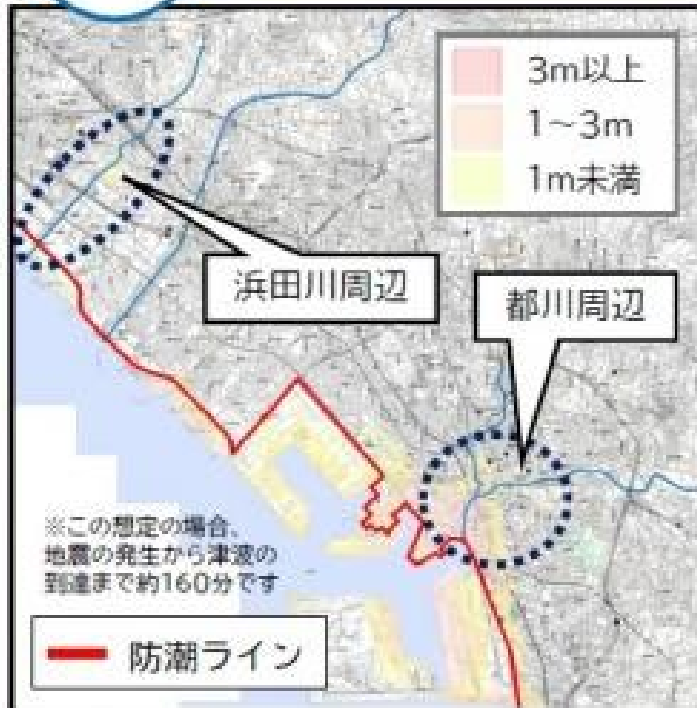 3m以上
1～3m
1m未満
浜田川周辺
都川周辺
※この想定の場合、
地震の発生から津波の
到達まで約160分です
防潮ライン